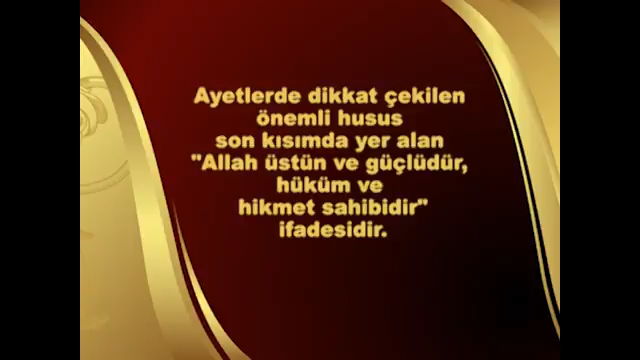 Ayetlerde dikkat çekilen
önemli husus
son kısımda yer alan
"Allah üstün ve güçlüdür,
hüküm ve
hikmet sahibidir"
ifadesidir.